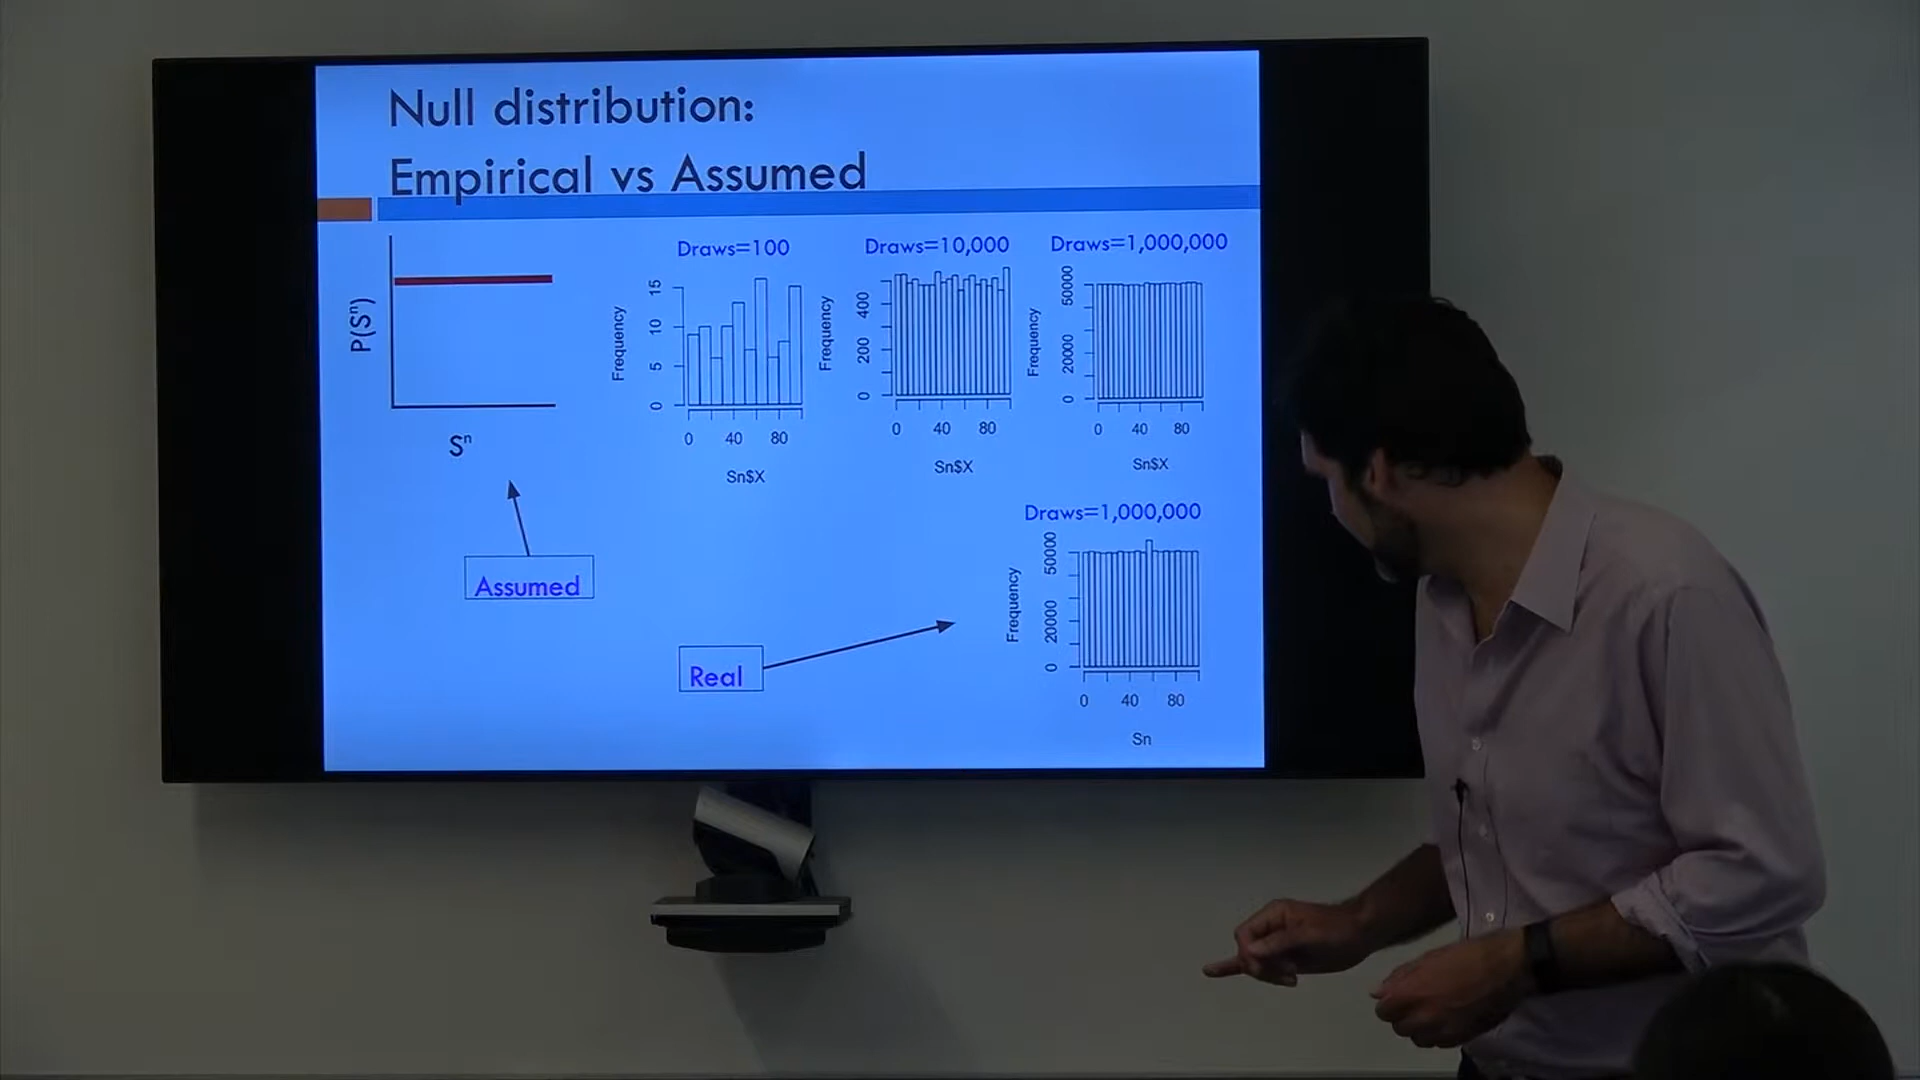 Null distribution:
Empirical vs Assumed
P(Sⁿ)
Sⁿ
Assumed
Draws=100
Frequency
15
10
5
0
0 40 80
Sn$X
Draws=10,000
Frequency
400
200
0
0 40 80
Sn$X
Draws=1,000,000
Frequency
50000
20000
0
0 40 80
Sn$X
Real
Draws=1,000,000
Frequency
50000
20000
0
0 40 80
Sn